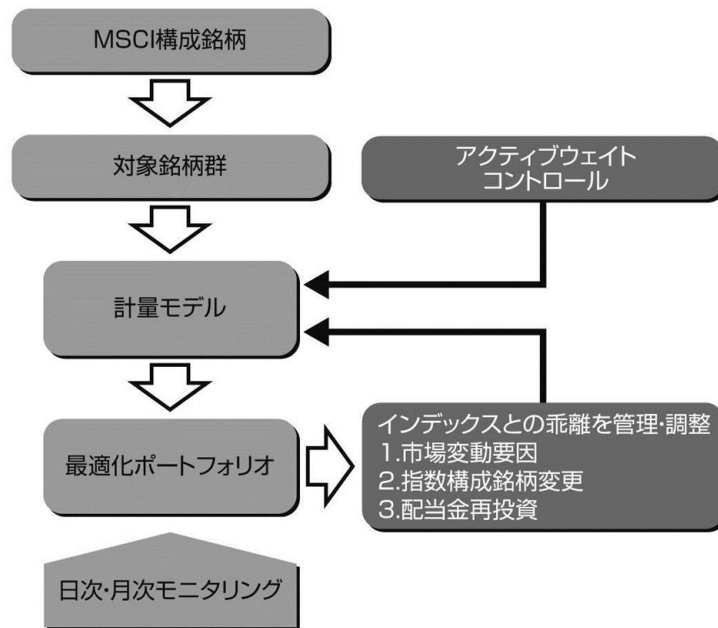 MSCI構成銘柄
対象銘柄群
アクティブウェイト
コントロール
計量モデル
最適化ポートフォリオ
インデックスとの乖離を管理・調整
1.市場変動要因
2.指数構成銘柄変更
3.配当金再投資
日次・月次モニタリング